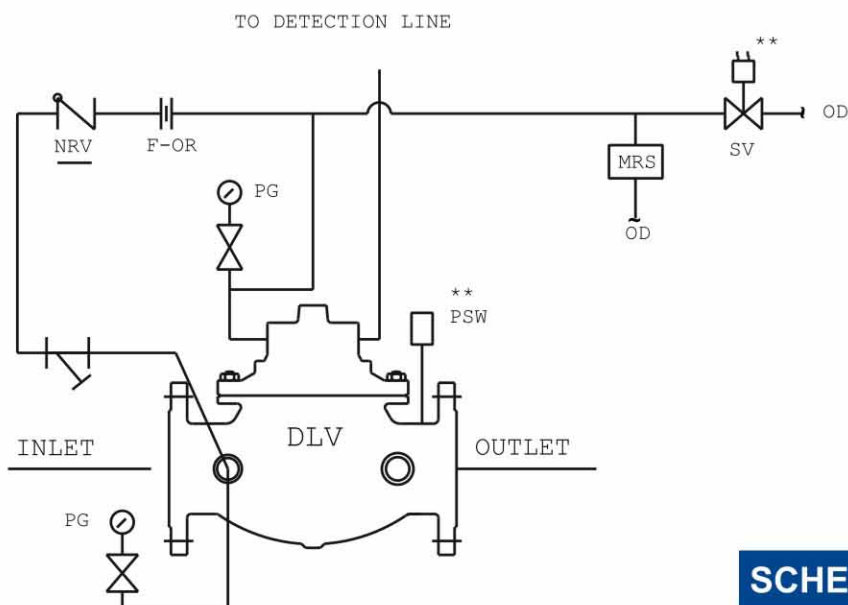 TO DETECTION LINE
**
NRV
F-OR
SV
OD
MRS
PG
OD
**
PSW
DLV
INLET
OUTLET
PG
SCHE